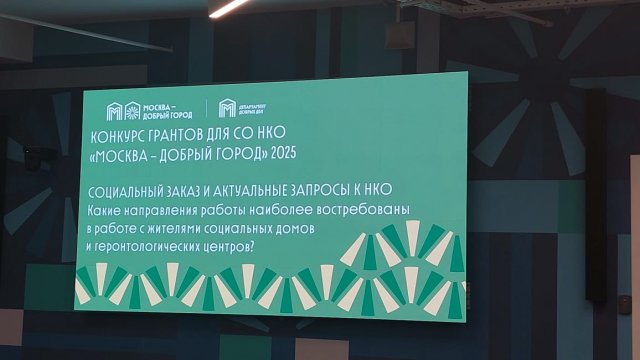 МОСКВА –
ДОБРЫЙ ГОРОД
ДЕПАРТАМЕНТ
ДОБРЫХ ДЕЛ
КОНКУРС ГРАНТОВ ДЛЯ СО НКО
«МОСКВА – ДОБРЫЙ ГОРОД» 2025
СОЦИАЛЬНЫЙ ЗАКАЗ И АКТУАЛЬНЫЕ ЗАПРОСЫ К НКО
Какие направления работы наиболее востребованы
в работе с жителями социальных домов
и геронтологических центров?